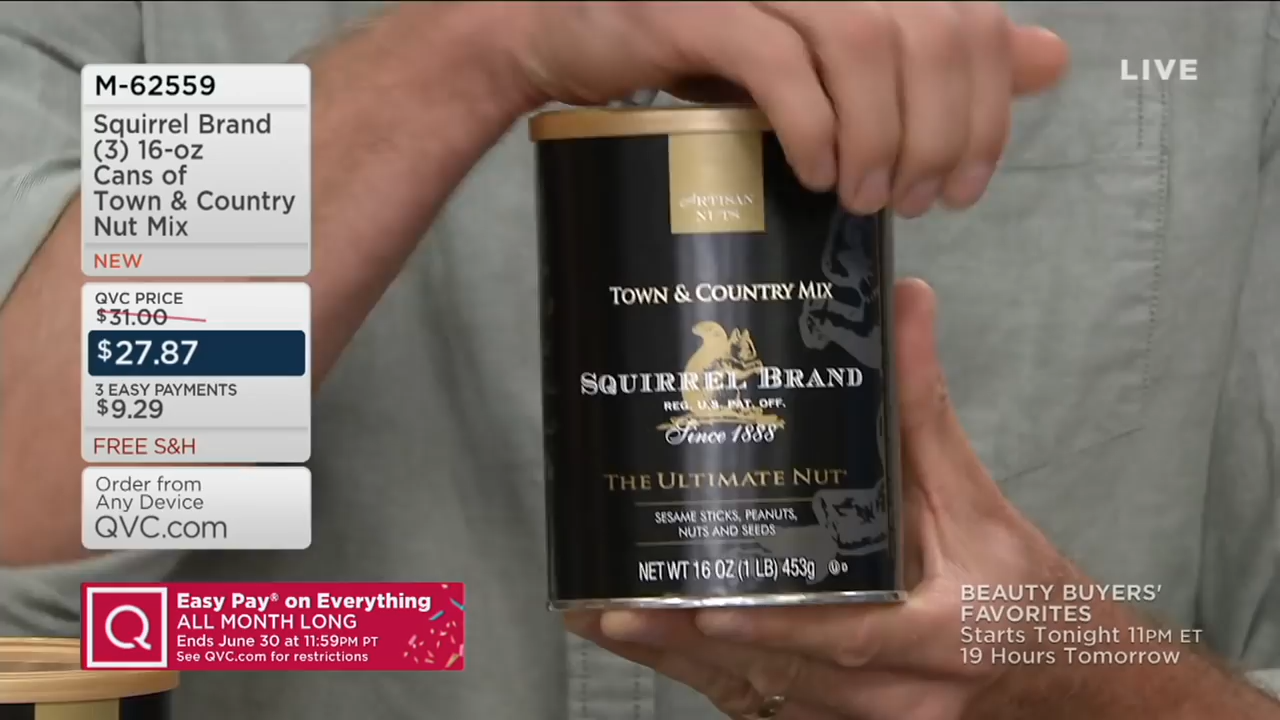 M-62559
Squirrel Brand
(3) 16-oz
Cans of
Town & Country
Nut Mix
NEW
QVC PRICE
$31.00
$27.87
3 EASY PAYMENTS
$9.29
FREE S&H
Order from
Any Device
QVC.com
Q
Easy Pay® on Everything
ALL MONTH LONG
Ends June 30 at 11:59PM PT
See QVC.com for restrictions
LIVE
ARTISAN
NUTS
TOWN & COUNTRY MIX
SQUIRREL BRAND
REG. U.S. PAT. OFF.
Since 1888
THE ULTIMATE NUT
SESAME STICKS, PEANUTS,
NUTS AND SEEDS
NET WT 16 OZ (1 LB) 453g
BEAUTY BUYERS'
FAVORITES
Starts Tonight 11PM ET
19 Hours Tomorrow